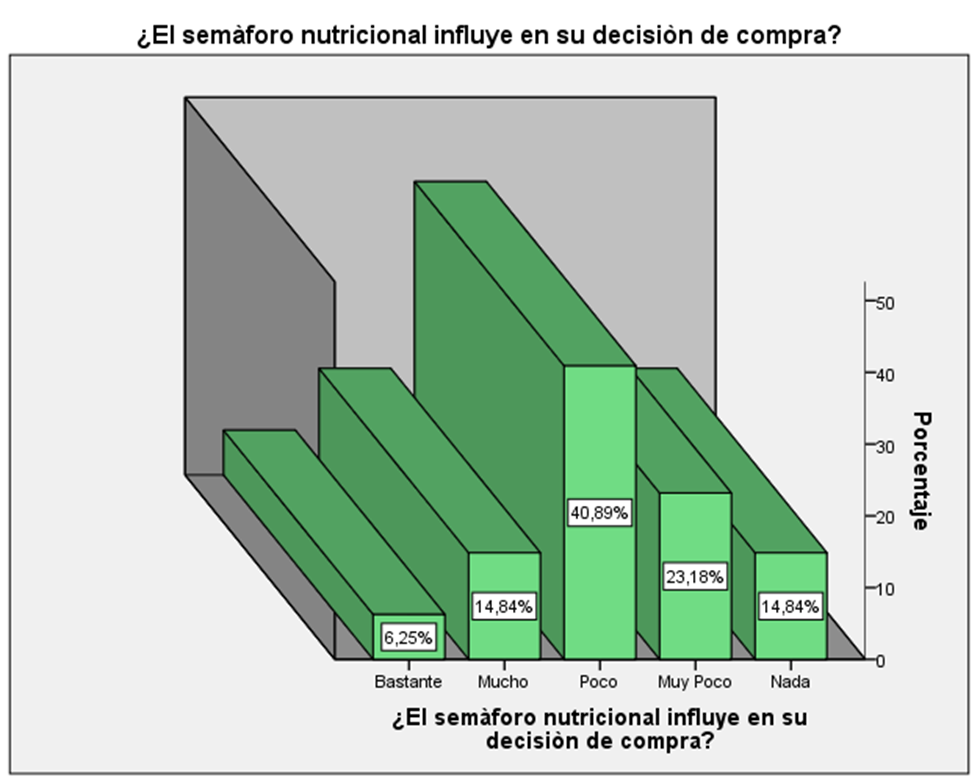 ¿El semàforo nutricional influye en su decisiòn de compra?
50
40
30
20
10
0
Porcentaje
40,89%
23,18%
14,84%
14,84%
6,25%
Bastante
Mucho
Poco
Muy Poco
Nada
¿El semàforo nutricional influye en su
decisiòn de compra?